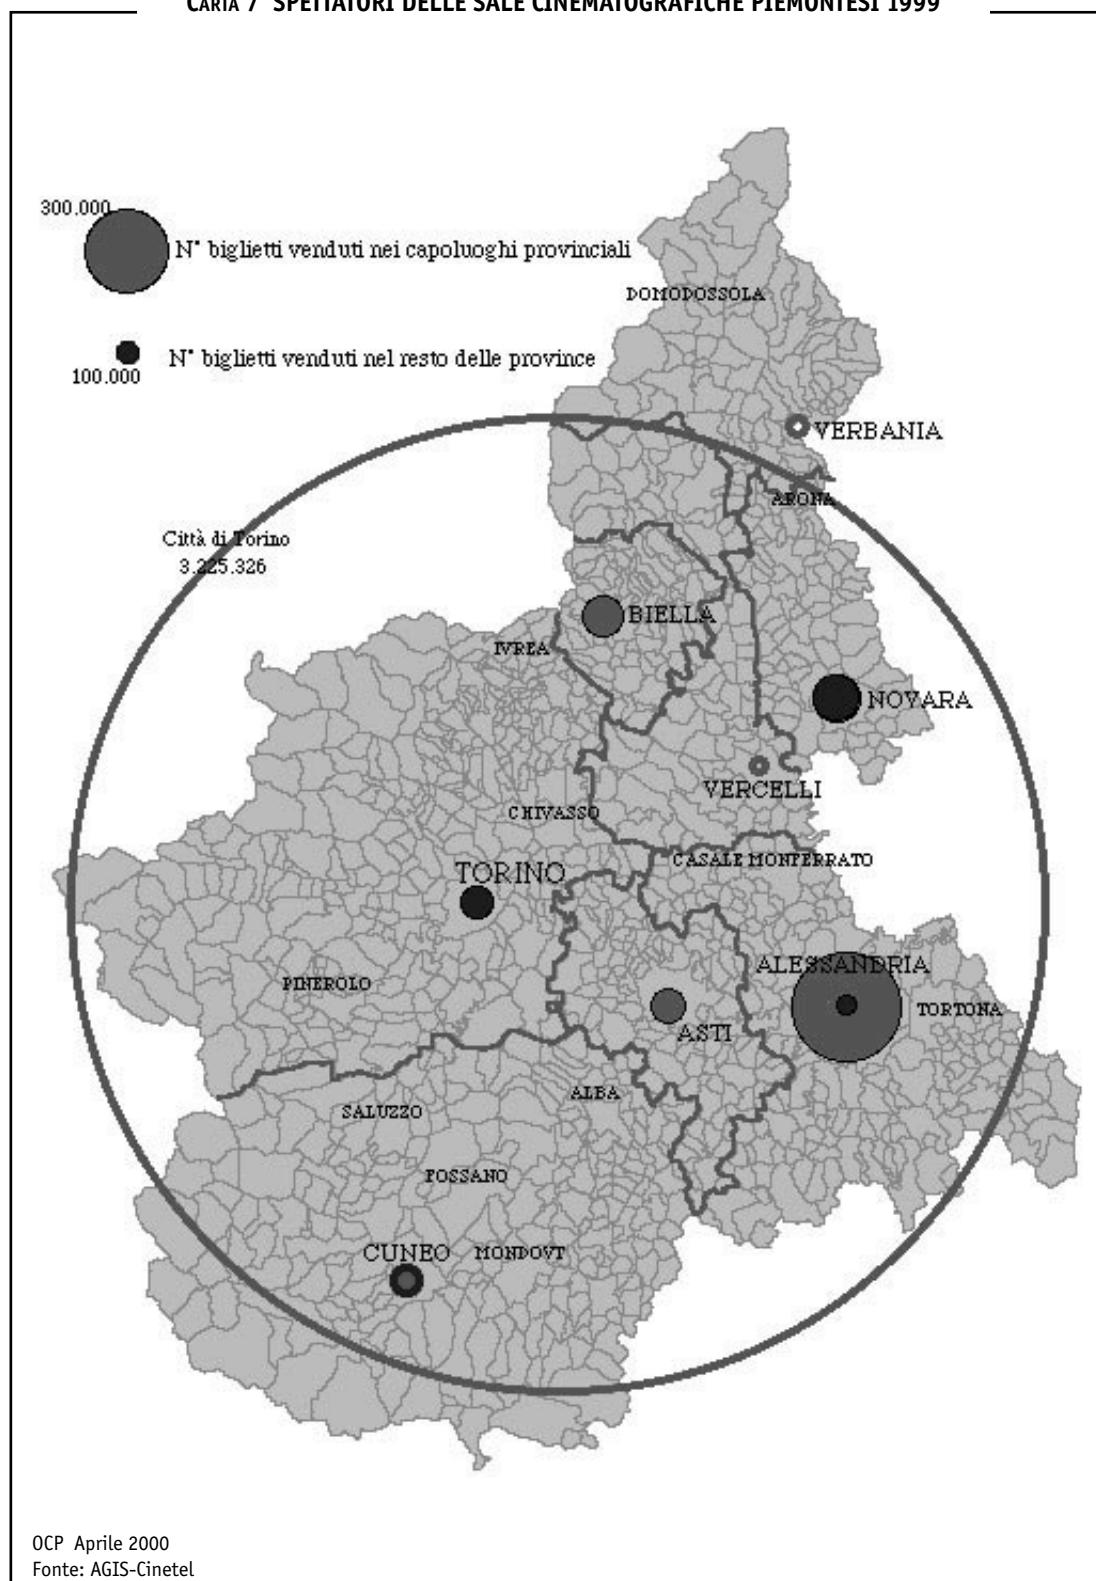 CARTA 7 SPETTATORI DELLE SALE CINEMATOGRAFICHE PIEMONTESI 1999
300.000
N° biglietti venduti nei capoluoghi provinciali
DOMODOSSOLA
N° biglietti venduti nel resto delle province
100.000
VERBANIA
ARONA
Città di Torino
3.225.326
BIELLA
IVREA
NOVARA
VERCELLI
CHIVASSO
CASALE MONFERRATO
TORINO
ALESSANDRIA
PINEROLO
TORTONA
ASTI
ALBA
SALUZZO
FOSSANO
CUNEO
MONDOVT
OCP Aprile 2000
Fonte: AGIS-Cinetel